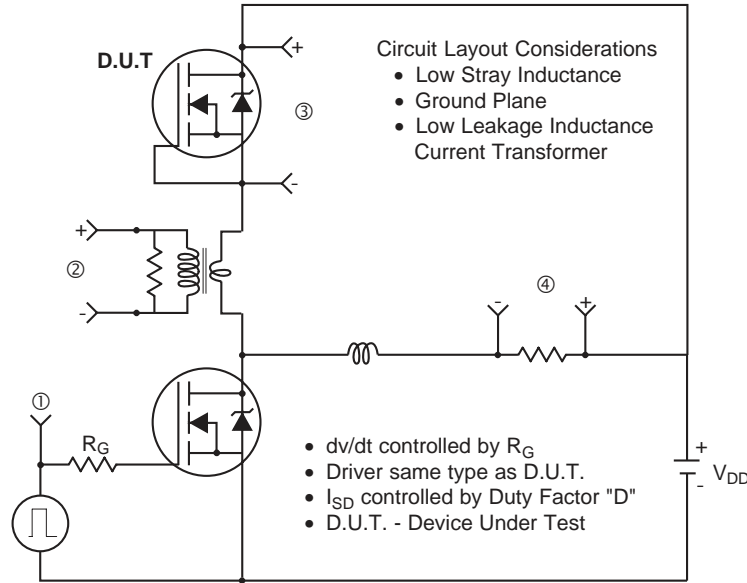 D.U.T
+
Circuit Layout Considerations
• Low Stray Inductance
• Ground Plane
• Low Leakage Inductance
Current Transformer
③
-
+
②
-
④
-
+
①
R_G
• dv/dt controlled by R_G
• Driver same type as D.U.T.
• I_SD controlled by Duty Factor "D"
• D.U.T. - Device Under Test
+
V_DD
-